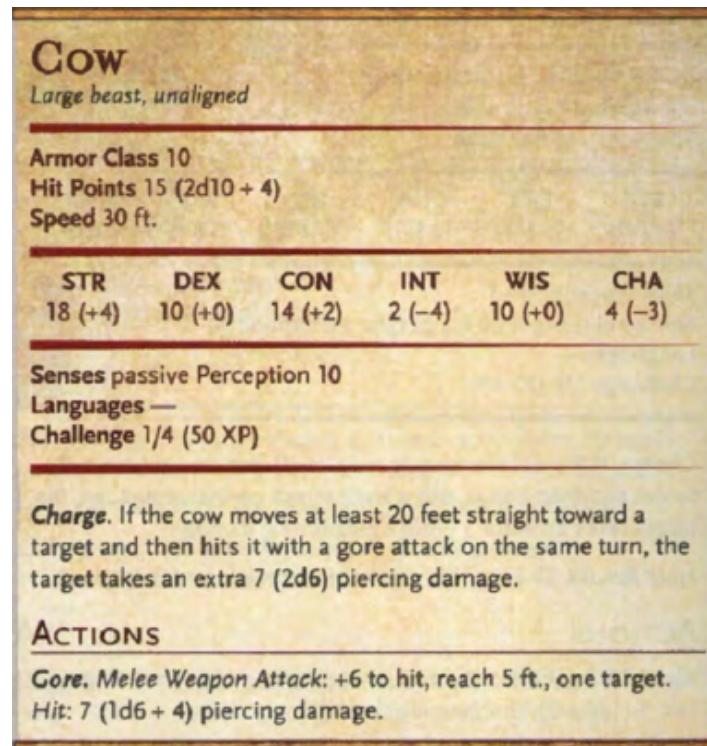 Cow
Large beast, unaligned
Armor Class 10
Hit Points 15 (2d10 + 4)
Speed 30 ft.
STR DEX CON INT WIS CHA
18 (+4) 10 (+0) 14 (+2) 2 (–4) 10 (+0) 4 (–3)
Senses passive Perception 10
Languages —
Challenge 1/4 (50 XP)
Charge. If the cow moves at least 20 feet straight toward a
target and then hits it with a gore attack on the same turn, the
target takes an extra 7 (2d6) piercing damage.
Actions
Gore. Melee Weapon Attack: +6 to hit, reach 5 ft., one target.
Hit: 7 (1d6 + 4) piercing damage.